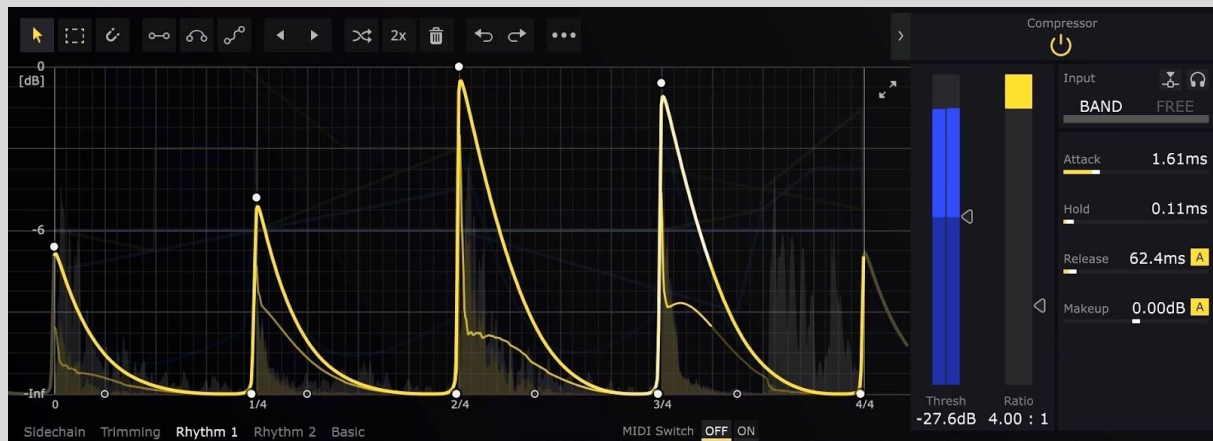 2x
Compressor
0
[dB]
-6
-Inf
0
1/4
2/4
3/4
4/4
Input
BAND FREE
Attack 1.61ms
Hold 0.11ms
Release 62.4ms A
Makeup 0.00dB A
Thresh Ratio
-27.6dB 4.00 : 1
Sidechain Trimming Rhythm 1 Rhythm 2 Basic
MIDI Switch OFF ON